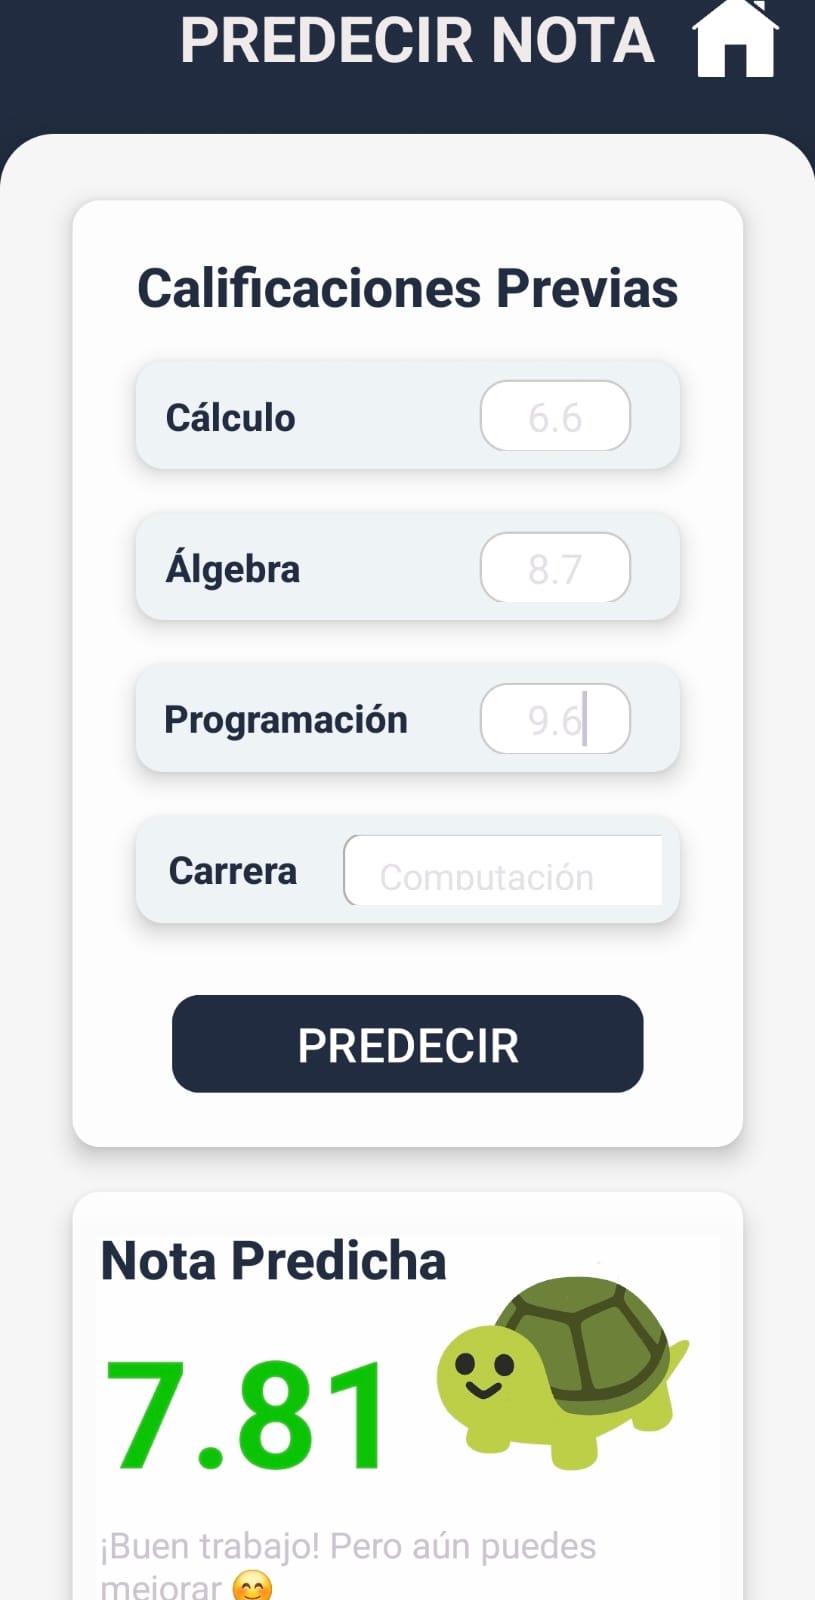 PREDECIR NOTA
Calificaciones Previas
Cálculo 6.6
Álgebra 8.7
Programación 9.6
Carrera Computación
PREDECIR
Nota Predicha
7.81
¡Buen trabajo! Pero aún puedes
mejorar 😊